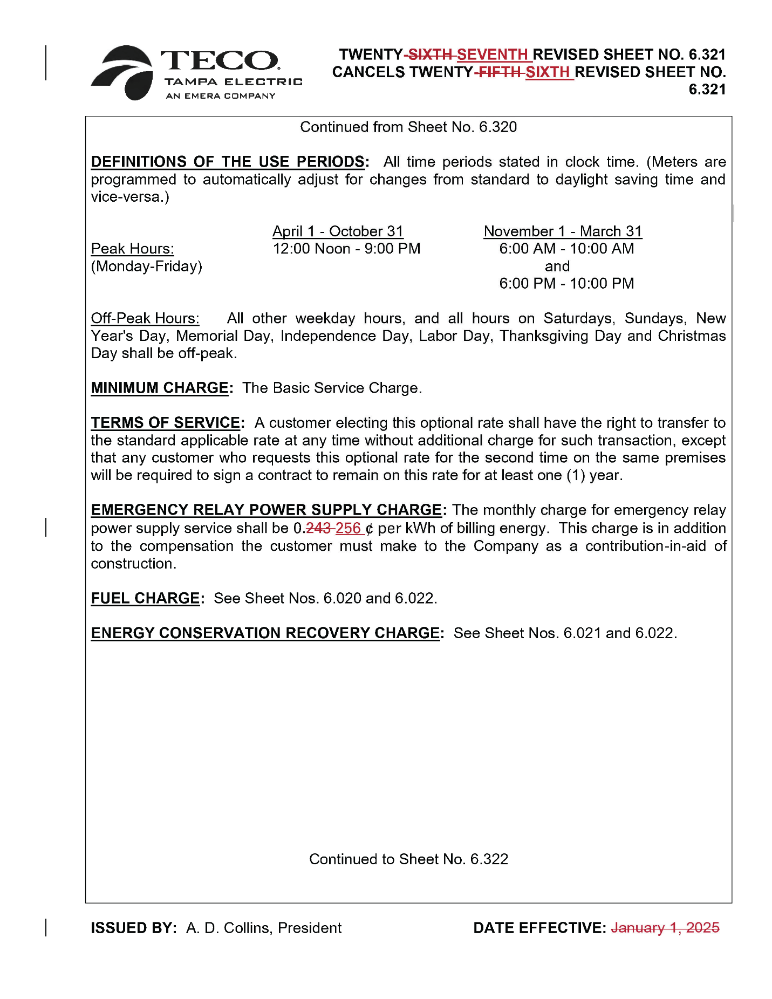 TECO.
TAMPA ELECTRIC
AN EMERA COMPANY
TWENTY-SIXTH SEVENTH REVISED SHEET NO. 6.321
CANCELS TWENTY-FIFTH SIXTH REVISED SHEET NO.
6.321
Continued from Sheet No. 6.320
DEFINITIONS OF THE USE PERIODS: All time periods stated in clock time. (Meters are
programmed to automatically adjust for changes from standard to daylight saving time and
vice-versa.)
April 1 - October 31 November 1 - March 31
Peak Hours: 12:00 Noon - 9:00 PM 6:00 AM - 10:00 AM
(Monday-Friday) and
6:00 PM - 10:00 PM
Off-Peak Hours: All other weekday hours, and all hours on Saturdays, Sundays, New
Year's Day, Memorial Day, Independence Day, Labor Day, Thanksgiving Day and Christmas
Day shall be off-peak.
MINIMUM CHARGE: The Basic Service Charge.
TERMS OF SERVICE: A customer electing this optional rate shall have the right to transfer to
the standard applicable rate at any time without additional charge for such transaction, except
that any customer who requests this optional rate for the second time on the same premises
will be required to sign a contract to remain on this rate for at least one (1) year.
EMERGENCY RELAY POWER SUPPLY CHARGE: The monthly charge for emergency relay
power supply service shall be 0.243 256 ¢ per kWh of billing energy. This charge is in addition
to the compensation the customer must make to the Company as a contribution-in-aid of
construction.
FUEL CHARGE: See Sheet Nos. 6.020 and 6.022.
ENERGY CONSERVATION RECOVERY CHARGE: See Sheet Nos. 6.021 and 6.022.
Continued to Sheet No. 6.322
ISSUED BY: A. D. Collins, President DATE EFFECTIVE: January 1, 2025